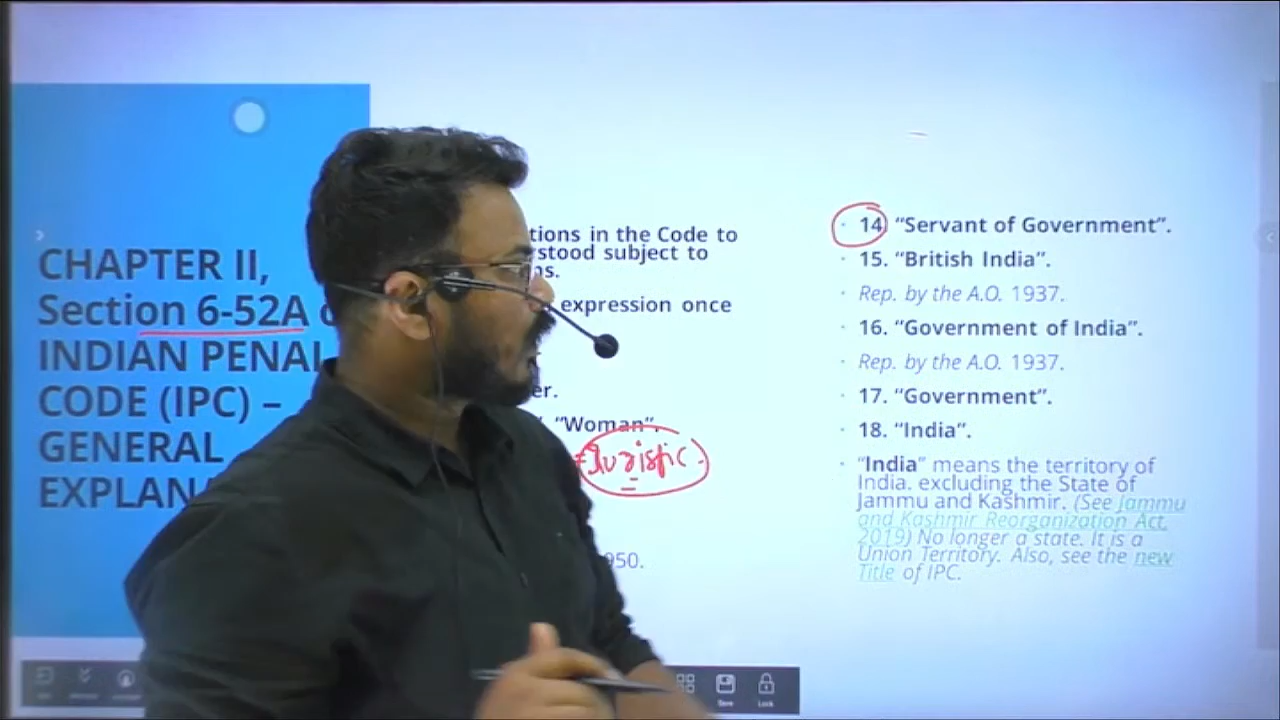 CHAPTER II,
Section 6-52A
INDIAN PENAL
CODE (IPC) –
GENERAL
tions in the Code to
rstood subject to
ns.
expression once
er.
"Woman".
Juristic
950.
14. "Servant of Government".
15. "British India".
Rep. by the A.O. 1937.
16. "Government of India".
Rep. by the A.O. 1937.
17. "Government".
18. "India".
"India" means the territory of
India. excluding the State of
Jammu and Kashmir. (See Jammu
and Kashmir Reorganization Act,
2019) No longer a state. It is a
Union Territory. Also, see the new
Title of IPC.
Save
Lock